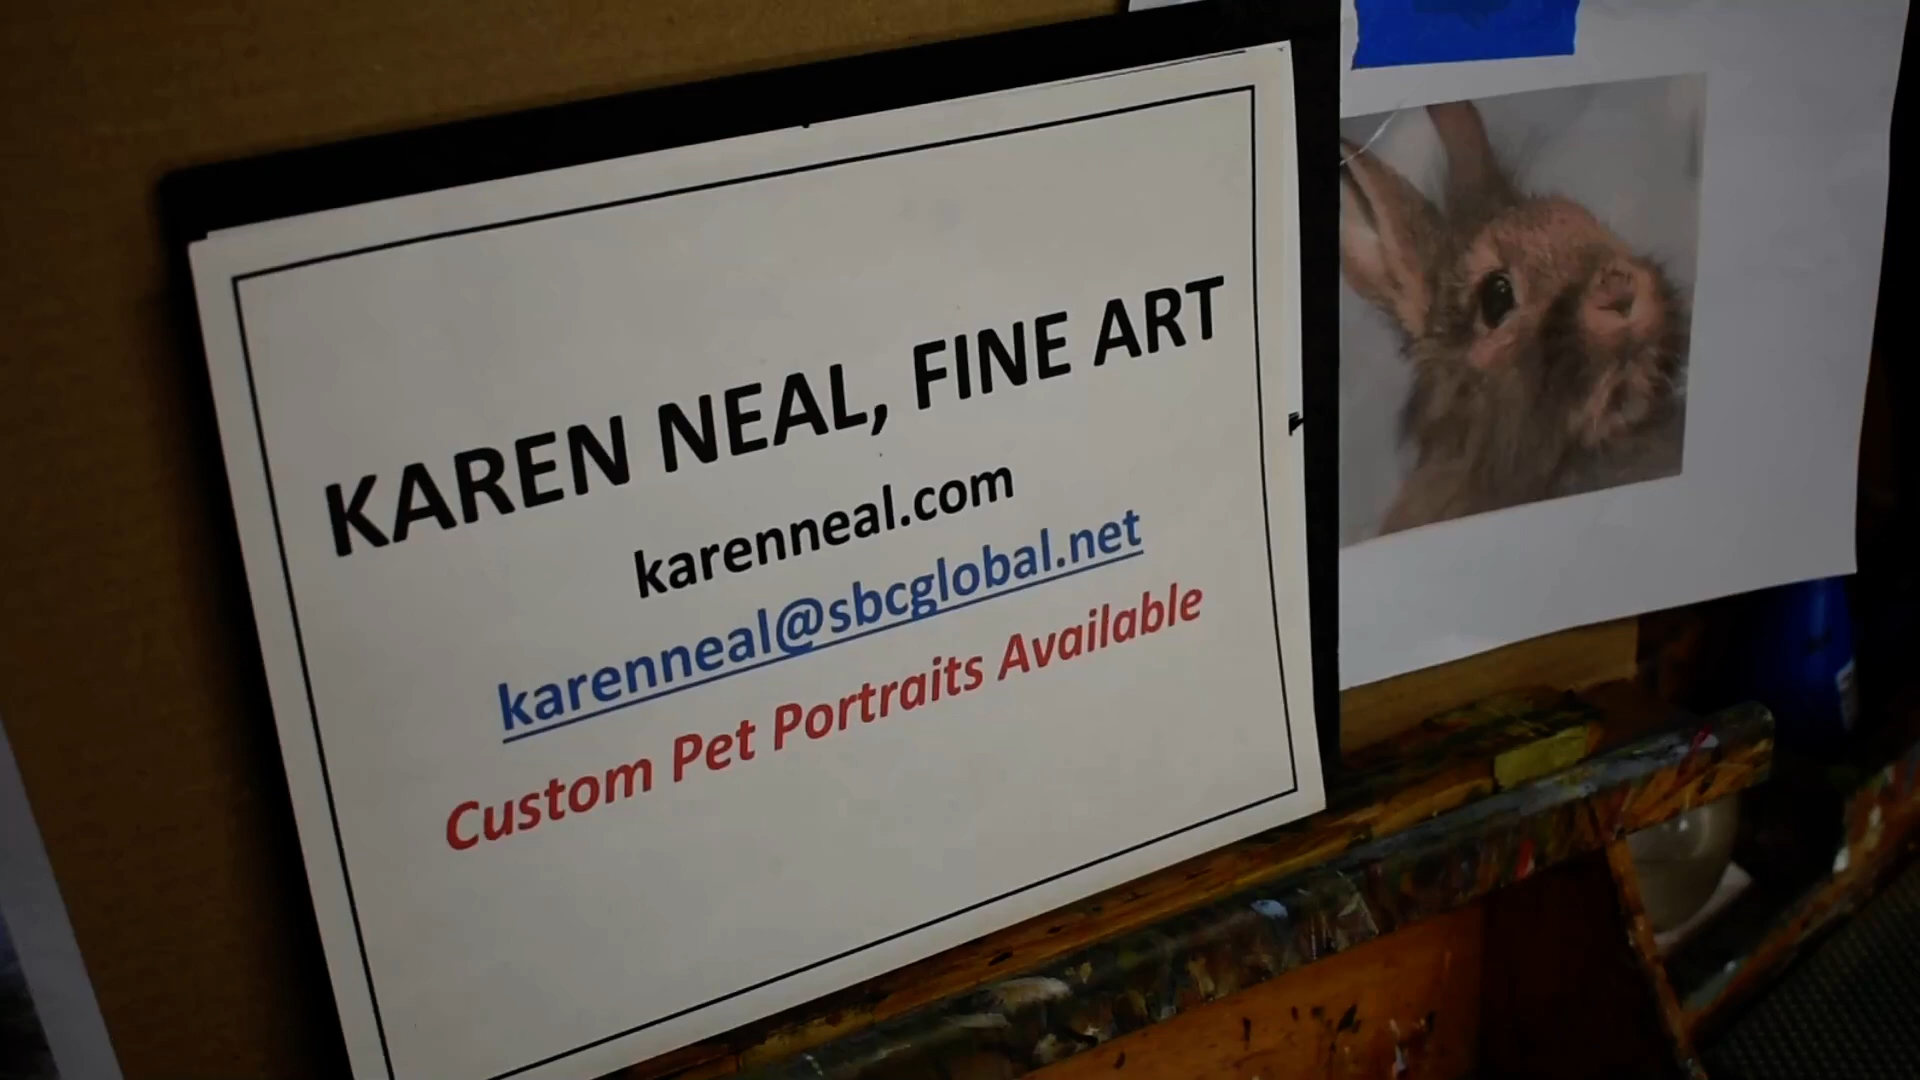 KAREN NEAL, FINE ART
karenneal.com
karenneal@sbcglobal.net
Custom Pet Portraits Available